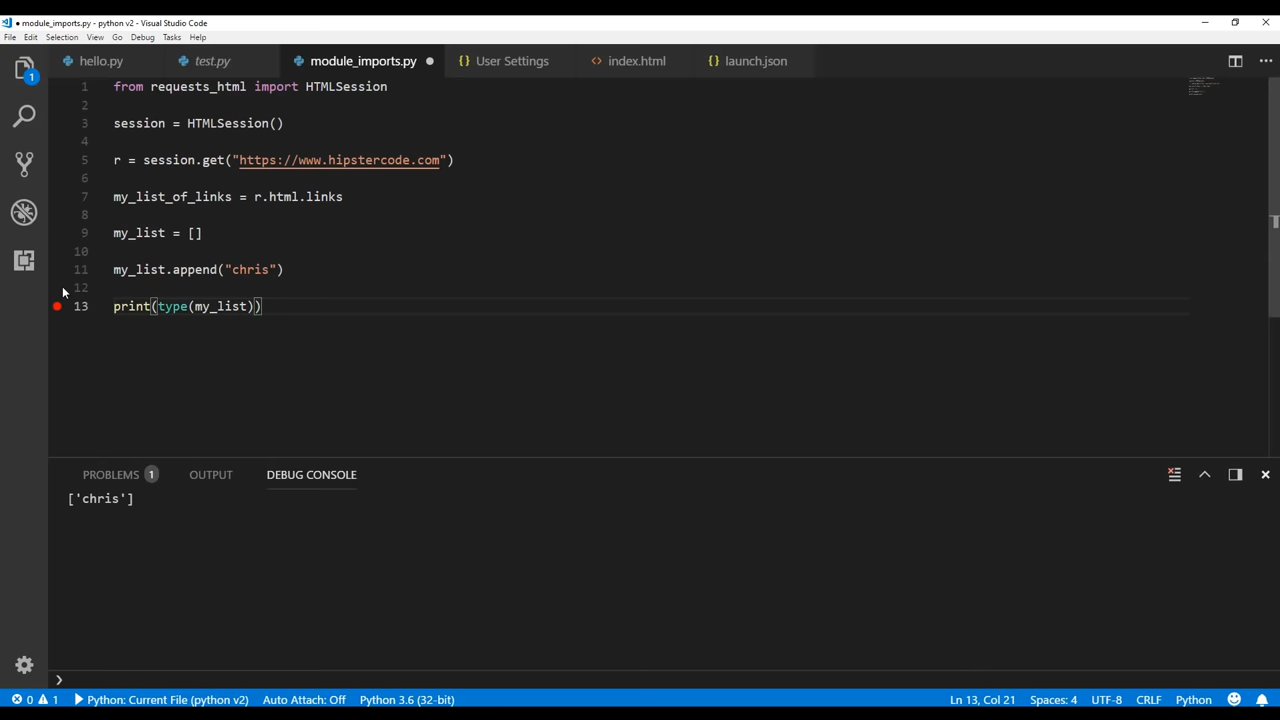 ● module_imports.py - python v2 - Visual Studio Code
File Edit Selection View Go Debug Tasks Help
hello.py test.py module_imports.py ● {} User Settings <> index.html {} launch.json
1 from requests_html import HTMLSession
2
3 session = HTMLSession()
4
5 r = session.get("https://www.hipstercode.com")
6
7 my_list_of_links = r.html.links
8
9 my_list = []
10
11 my_list.append("chris")
12
13 print(type(my_list))
1
PROBLEMS 1 OUTPUT DEBUG CONSOLE
['chris']
❯
0 1 Python: Current File (python v2) Auto Attach: Off Python 3.6 (32-bit) Ln 13, Col 21 Spaces: 4 UTF-8 CRLF Python